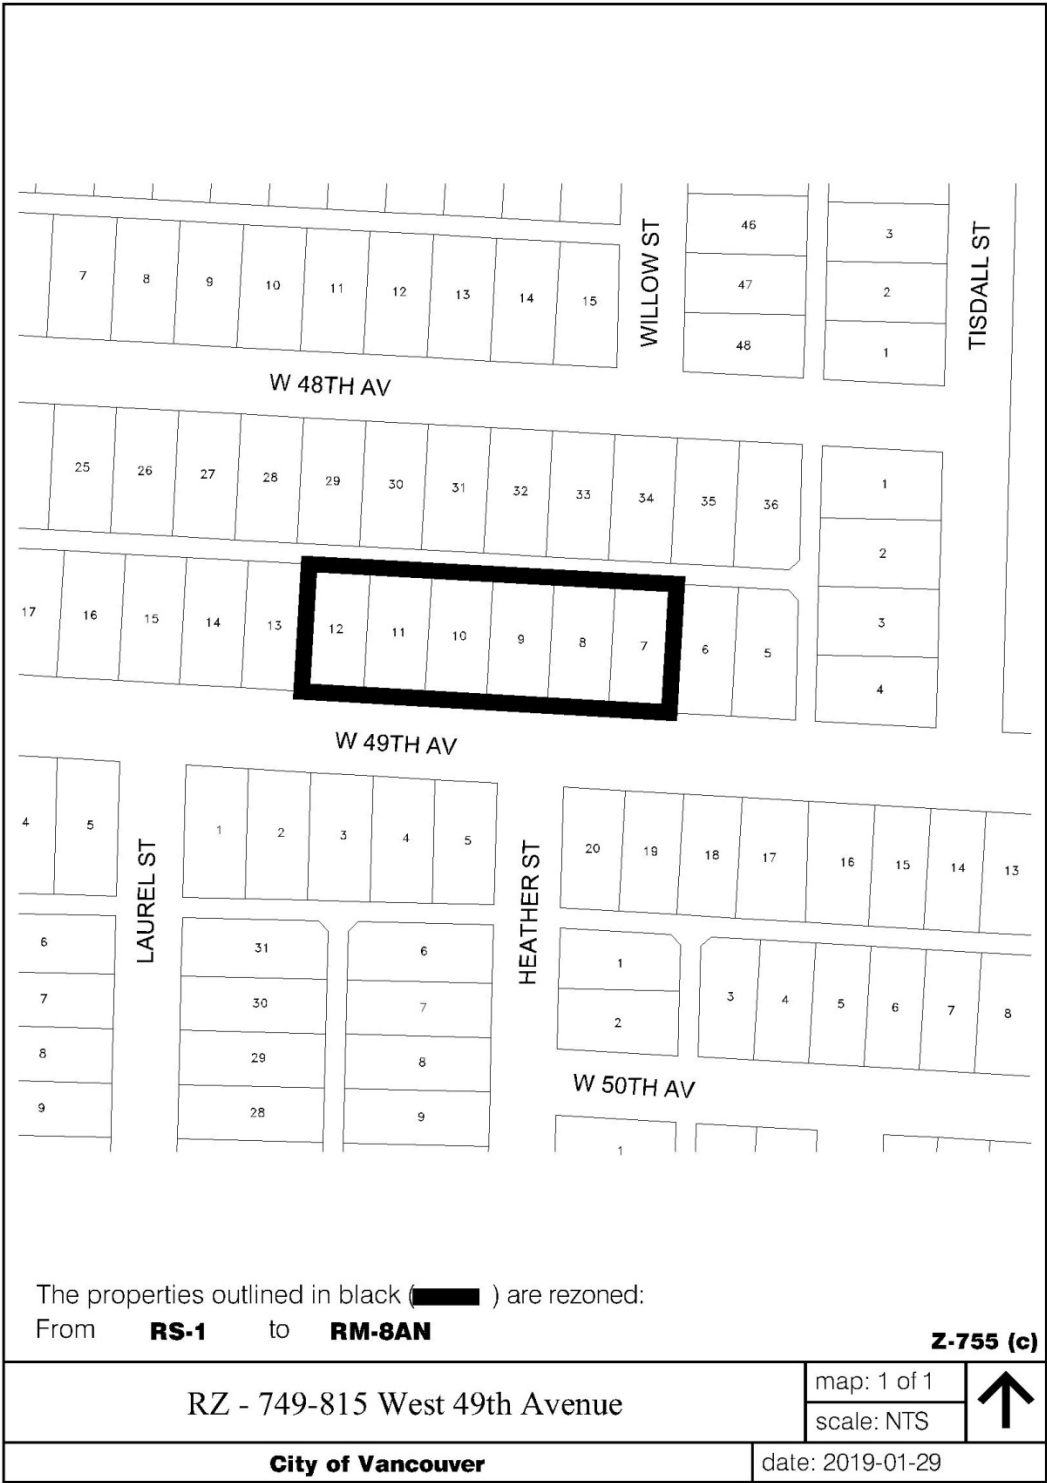 46
3
7 8 9 10 11 12 13 14 15
WILLOW ST
47
2
TISDALL ST
48
1
W 48TH AV
25 26 27 28 29 30 31 32 33 34 35 36
1
2
3
4
17 16 15 14 13 12 11 10 9 8 7 6 5
W 49TH AV
4 5
LAUREL ST
1 2 3 4 5
HEATHER ST
20 19 18 17 16 15 14 13
6
7
8
9
31
30
29
28
6
7
8
9
1
2
3 4 5 6 7 8
W 50TH AV
1
The properties outlined in black ( ) are rezoned:
From RS-1 to RM-8AN
Z-755 (c)
RZ - 749-815 West 49th Avenue
map: 1 of 1
scale: NTS
City of Vancouver
date: 2019-01-29